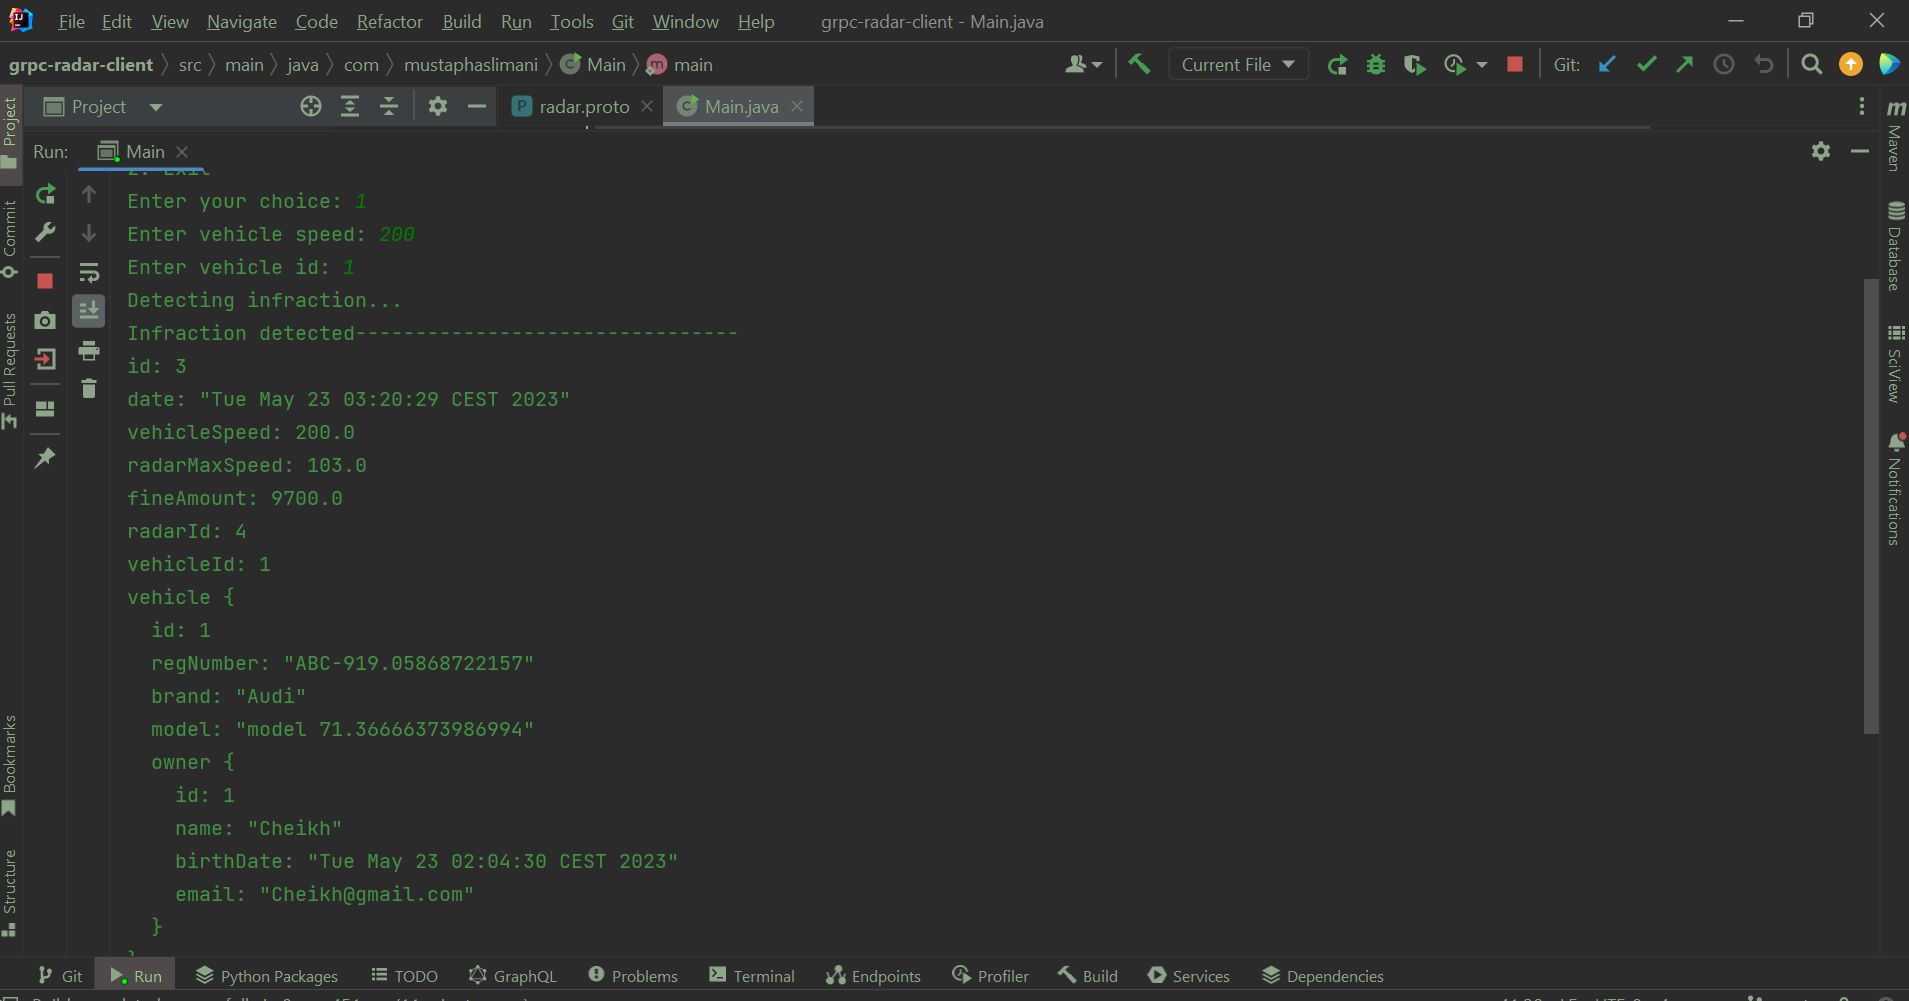 File Edit View Navigate Code Refactor Build Run Tools Git Window Help grpc-radar-client - Main.java
grpc-radar-client src main java com mustaphaslimani Main main Current File Git:
Project radar.proto Main.java
Run: Main
2. Exit
Enter your choice: 1
Enter vehicle speed: 200
Enter vehicle id: 1
Detecting infraction...
Infraction detected--------------------------------
id: 3
date: "Tue May 23 03:20:29 CEST 2023"
vehicleSpeed: 200.0
radarMaxSpeed: 103.0
fineAmount: 9700.0
radarId: 4
vehicleId: 1
vehicle {
id: 1
regNumber: "ABC-919.05868722157"
brand: "Audi"
model: "model 71.36666373986994"
owner {
id: 1
name: "Cheikh"
birthDate: "Tue May 23 02:04:30 CEST 2023"
email: "Cheikh@gmail.com"
}
Project
Commit
Pull Requests
Bookmarks
Structure
Maven
Database
SciView
Notifications
Git Run Python Packages TODO GraphQL Problems Terminal Endpoints Profiler Build Services Dependencies